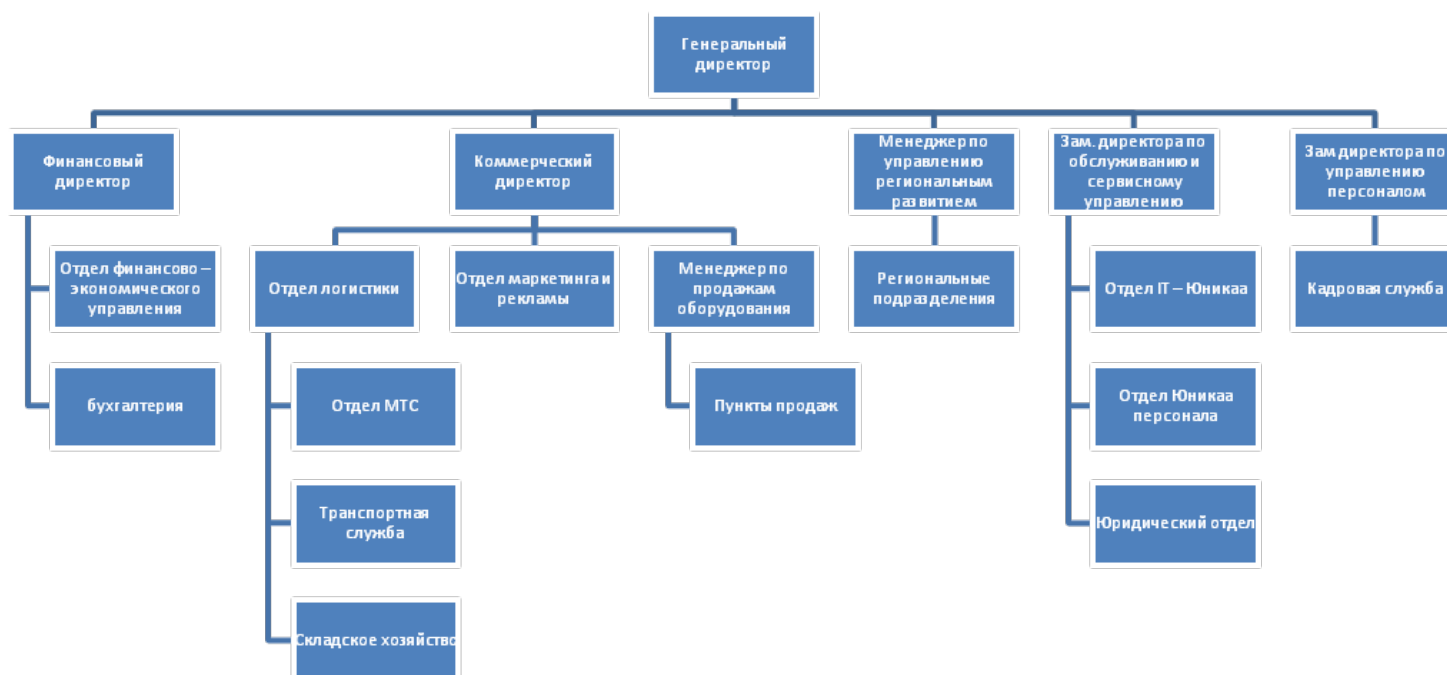 Генеральный
директор
Финансовый
директор
Коммерческий
директор
Менеджер по
управлению
региональным
развитием
Зам. директора по
обслуживанию и
сервисному
управлению
Зам директора по
управлению
персоналом
Отдел финансово –
экономического
управления
Отдел логистики
Отдел маркетинга и
рекламы
Менеджер по
продажам
оборудования
Региональные
подразделения
Отдел IT – Юникаа
Кадровая служба
бухгалтерия
Отдел МТС
Пункты продаж
Отдел Юникаа
персонала
Транспортная
служба
Юридический отдел
Складское хозяйство